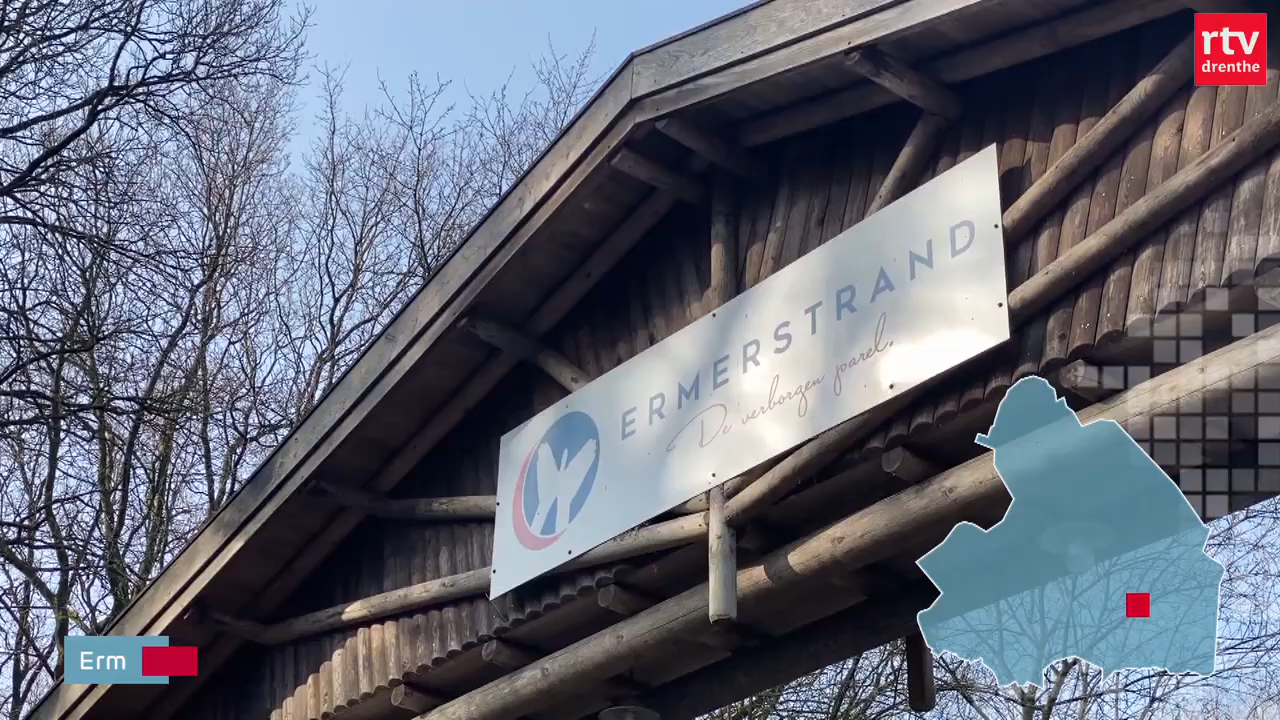 rtv
drenthe
ERMERSTRAND
De verborgen parel.
Erm